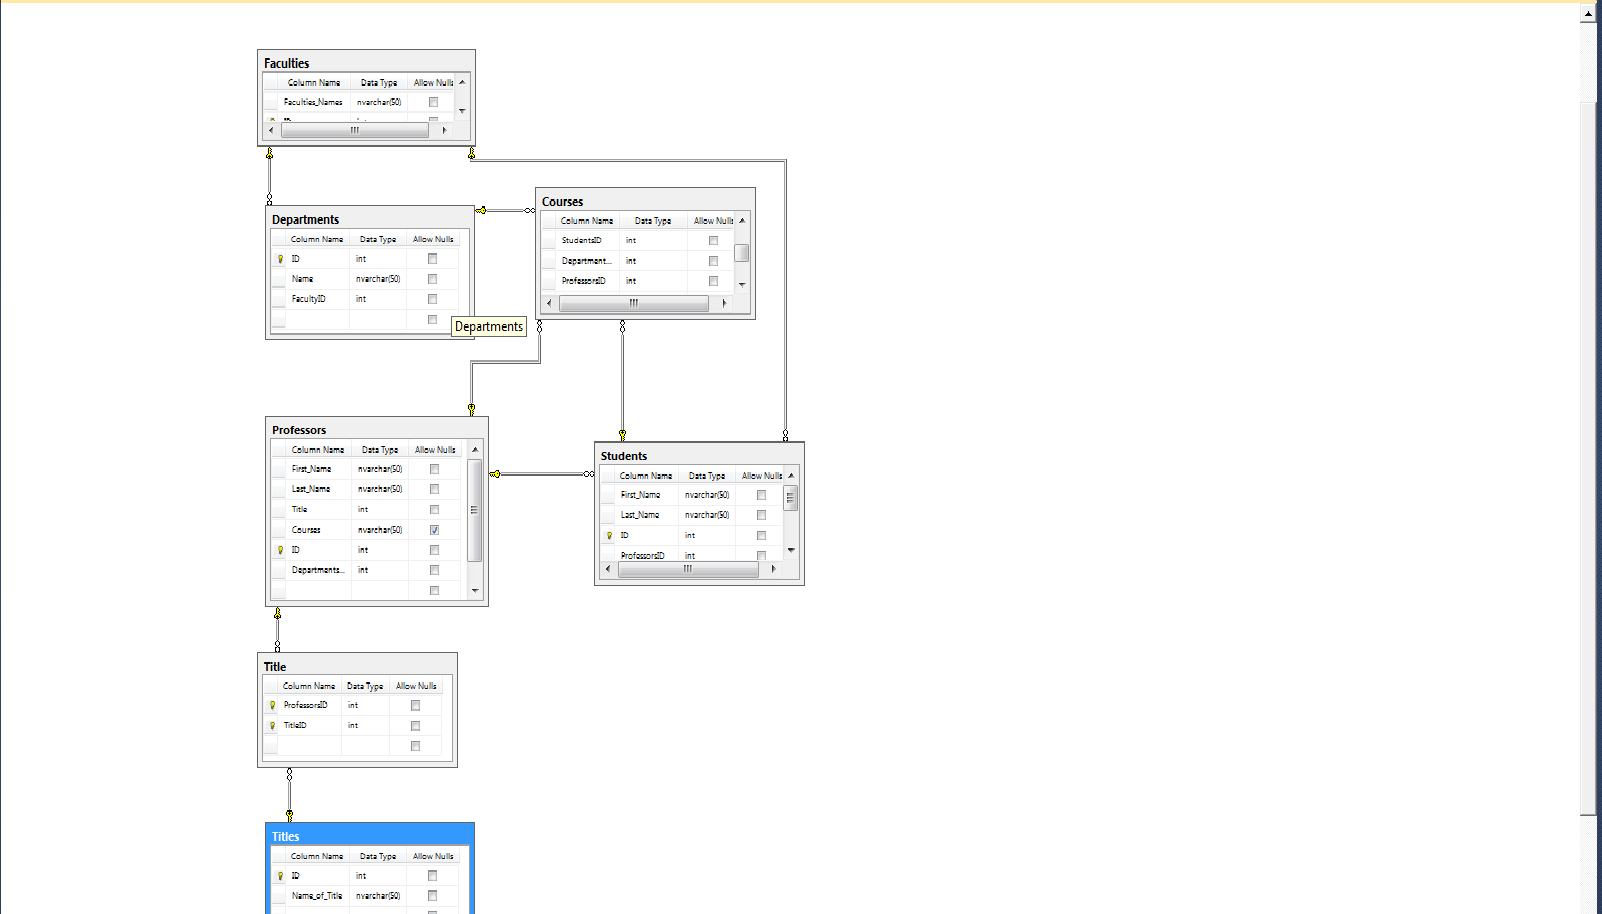 Faculties
Column Name Data Type Allow Nulls
Faculties_Names nvarchar(50)
ID int
Departments
Column Name Data Type Allow Nulls
ID int
Name nvarchar(50)
FacultyID int
Departments
Courses
Column Name Data Type Allow Nulls
StudentsID int
Department...
int
ProfessorsID int
Professors
Column Name Data Type Allow Nulls
First_Name nvarchar(50)
Last_Name nvarchar(50)
Title int
Courses nvarchar(50)
ID int
Departments... int
Students
Column Name Data Type Allow Nulls
First_Name nvarchar(50)
Last_Name nvarchar(50)
ID int
ProfessorsID int
Title
Column Name Data Type Allow Nulls
ProfessorsID int
TitleID int
Titles
Column Name Data Type Allow Nulls
ID int
Name_of_Title nvarchar(50)